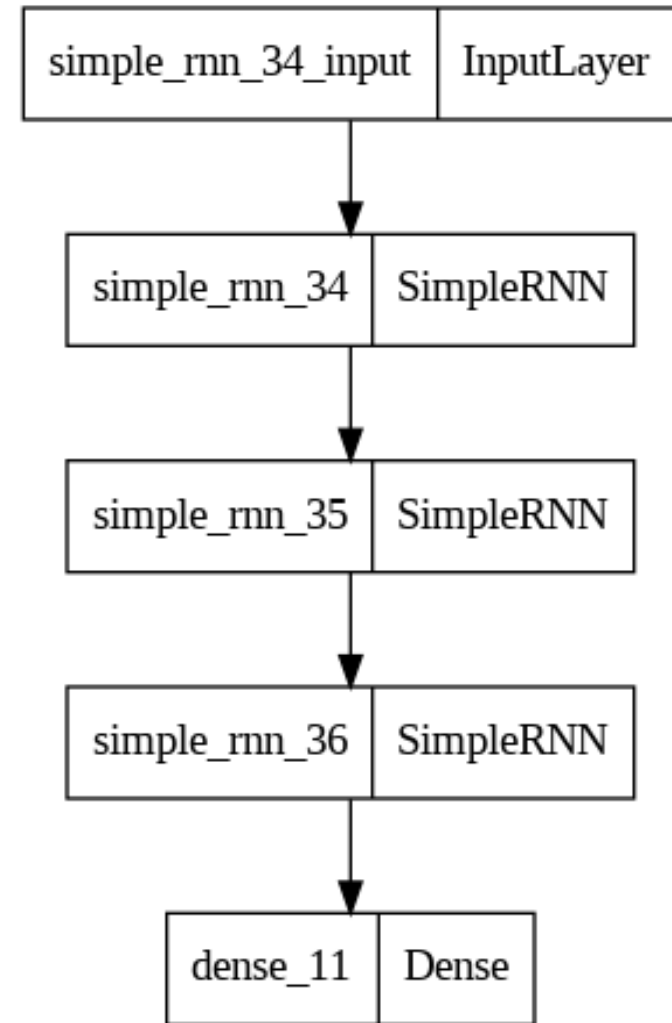 simple_rnn_34_input InputLayer
simple_rnn_34 SimpleRNN
simple_rnn_35 SimpleRNN
simple_rnn_36 SimpleRNN
dense_11 Dense